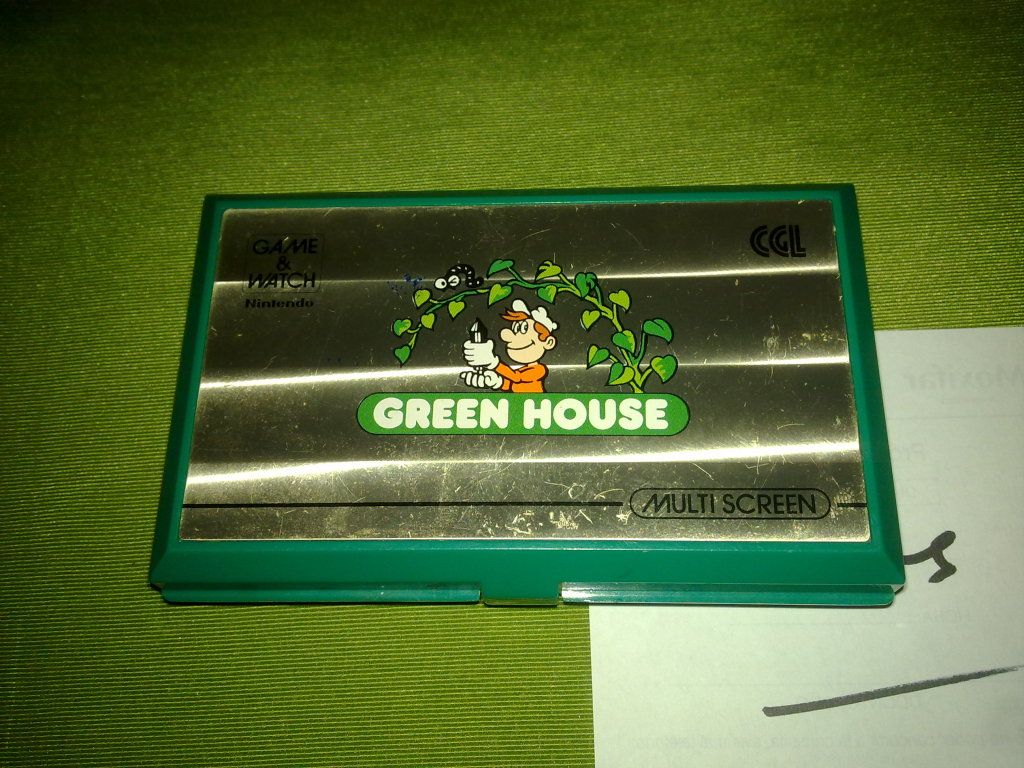 GAME
&
WATCH
Nintendo
CGL
GREEN HOUSE
MULTI SCREEN